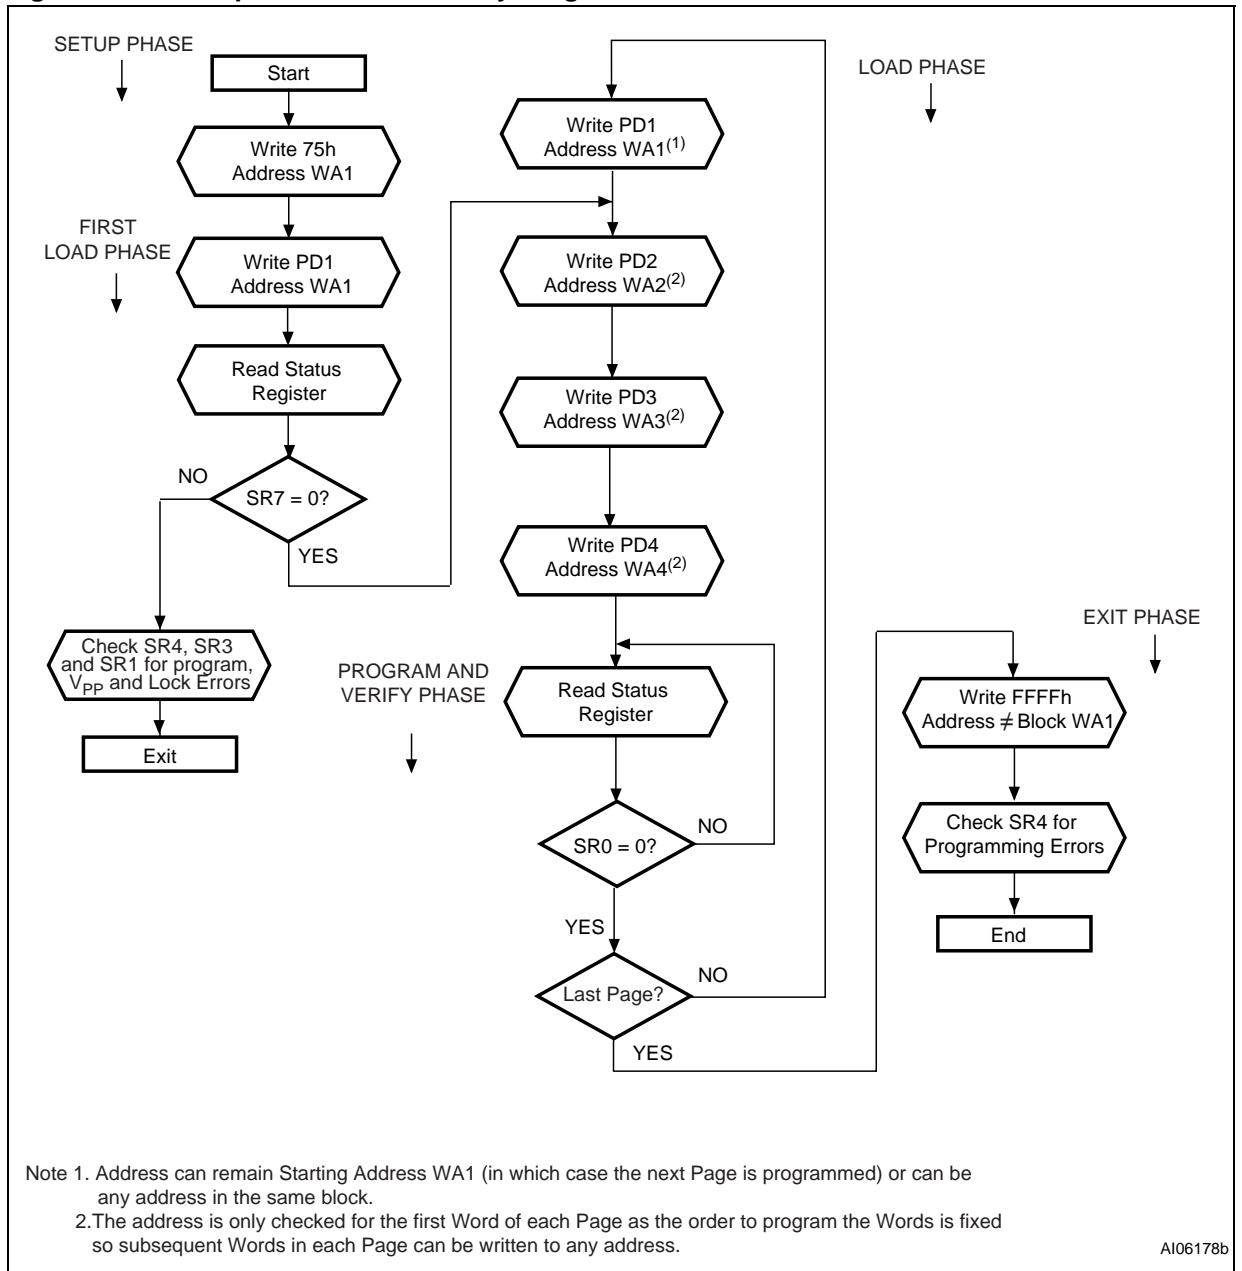 SETUP PHASE
Start
Write 75h
Address WA1
FIRST
LOAD PHASE
Write PD1
Address WA1
Read Status
Register
NO
SR7 = 0?
YES
Check SR4, SR3
and SR1 for program,
VPP and Lock Errors
Exit
LOAD PHASE
Write PD1
Address WA1(1)
Write PD2
Address WA2(2)
Write PD3
Address WA3(2)
Write PD4
Address WA4(2)
PROGRAM AND
VERIFY PHASE
Read Status
Register
SR0 = 0?
NO
YES
Last Page?
NO
YES
EXIT PHASE
Write FFFFh
Address ≠ Block WA1
Check SR4 for
Programming Errors
End
Note 1. Address can remain Starting Address WA1 (in which case the next Page is programmed) or can be
any address in the same block.
2.The address is only checked for the first Word of each Page as the order to program the Words is fixed
so subsequent Words in each Page can be written to any address.
AI06178b